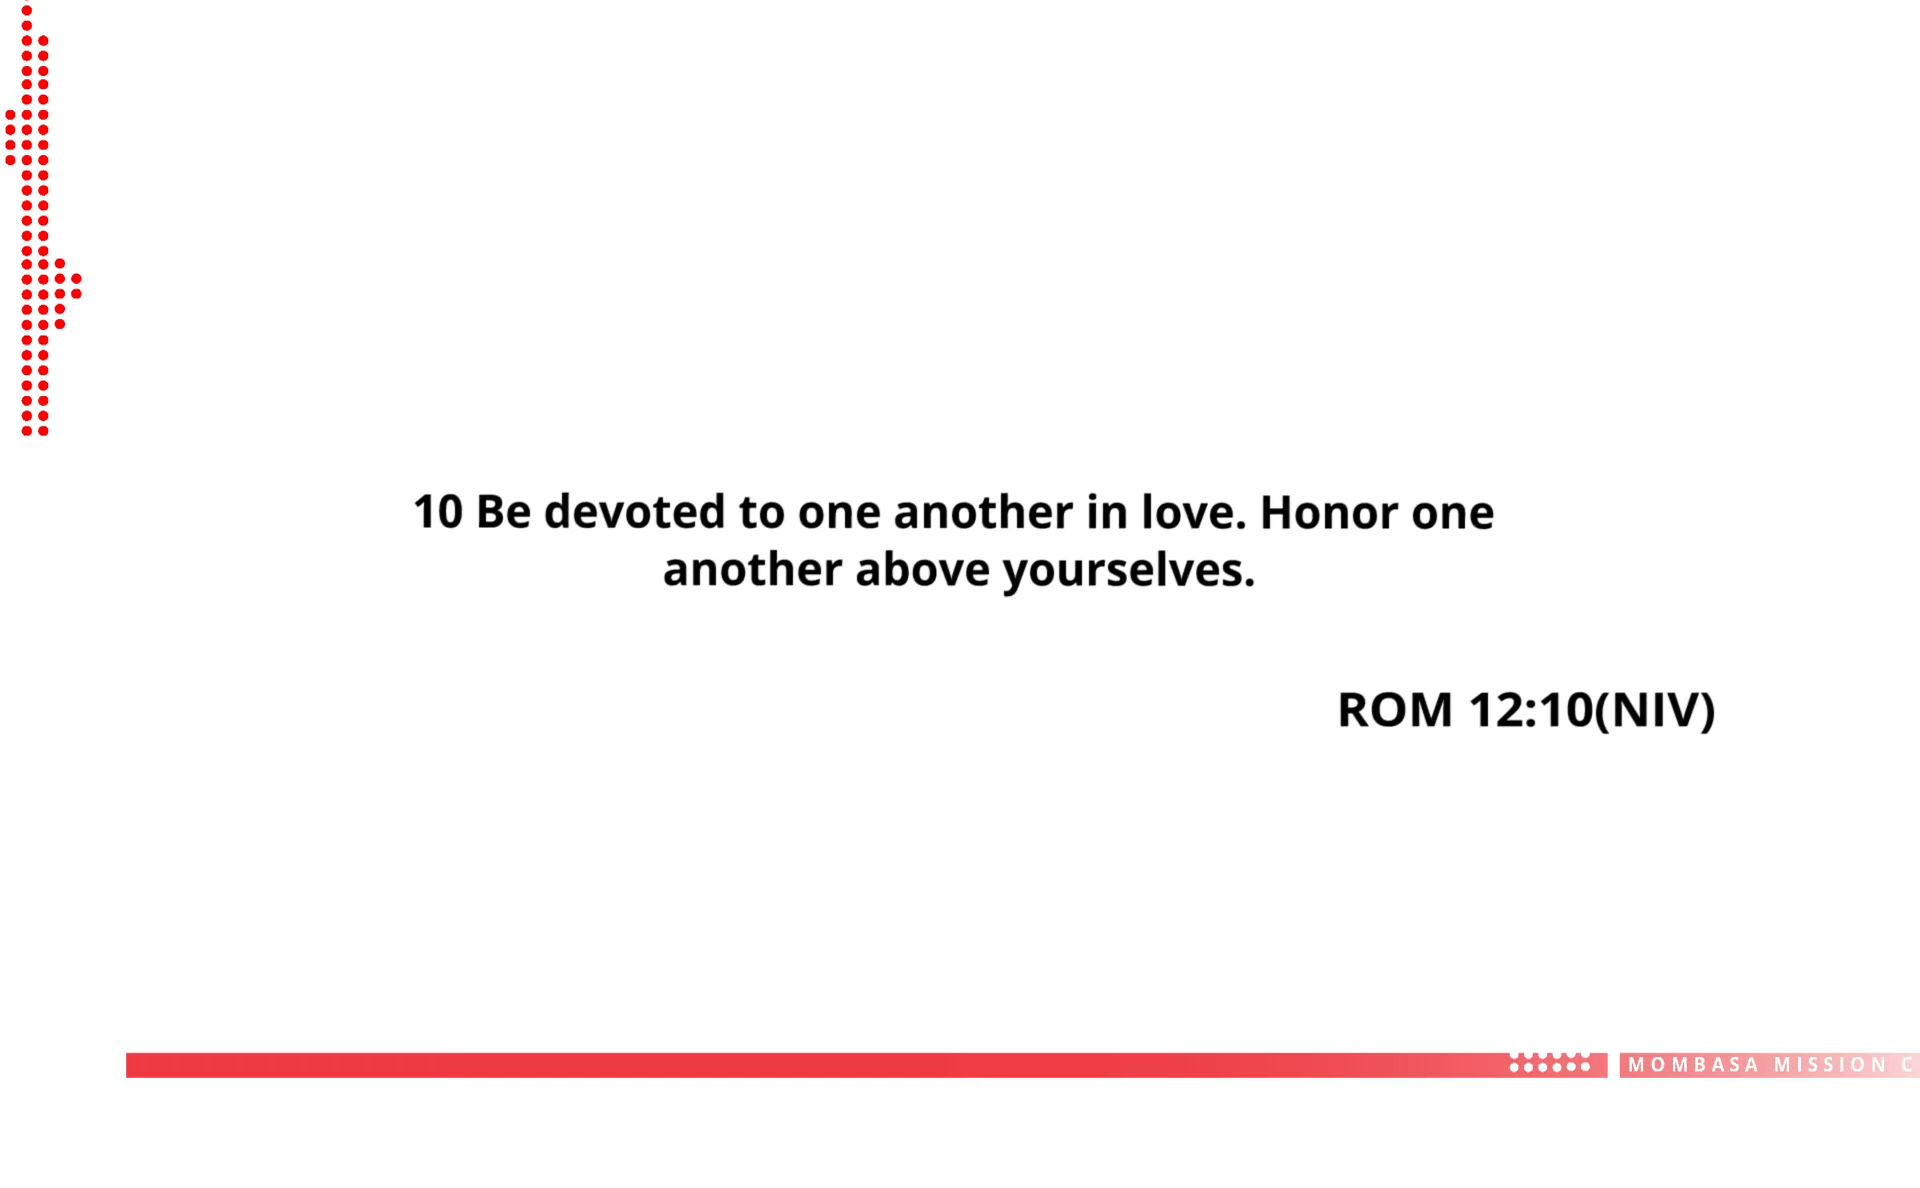 10 Be devoted to one another in love. Honor one
another above yourselves.
ROM 12:10(NIV)
MOMBASA MISSION C